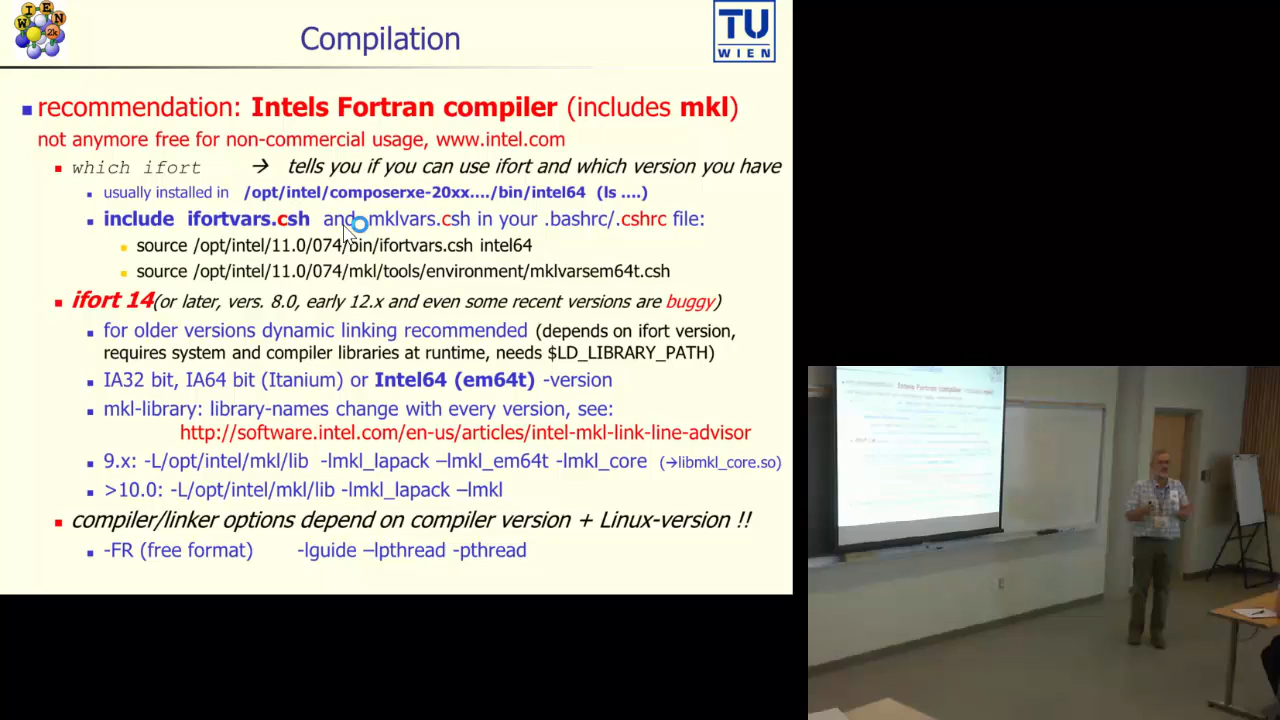 WIEN2k
Compilation
TU
WIEN
recommendation: Intels Fortran compiler (includes mkl)
not anymore free for non-commercial usage, www.intel.com
which ifort → tells you if you can use ifort and which version you have
usually installed in /opt/intel/composerxe-20xx..../bin/intel64 (ls ....)
include ifortvars.csh and mklvars.csh in your .bashrc/.cshrc file:
source /opt/intel/11.0/074/bin/ifortvars.csh intel64
source /opt/intel/11.0/074/mkl/tools/environment/mklvarsem64t.csh
ifort 14(or later, vers. 8.0, early 12.x and even some recent versions are buggy)
for older versions dynamic linking recommended (depends on ifort version,
requires system and compiler libraries at runtime, needs $LD_LIBRARY_PATH)
IA32 bit, IA64 bit (Itanium) or Intel64 (em64t) -version
mkl-library: library-names change with every version, see:
http://software.intel.com/en-us/articles/intel-mkl-link-line-advisor
9.x: -L/opt/intel/mkl/lib -lmkl_lapack –lmkl_em64t -lmkl_core (→libmkl_core.so)
>10.0: -L/opt/intel/mkl/lib -lmkl_lapack –lmkl
compiler/linker options depend on compiler version + Linux-version !!
-FR (free format) -lguide –lpthread -pthread